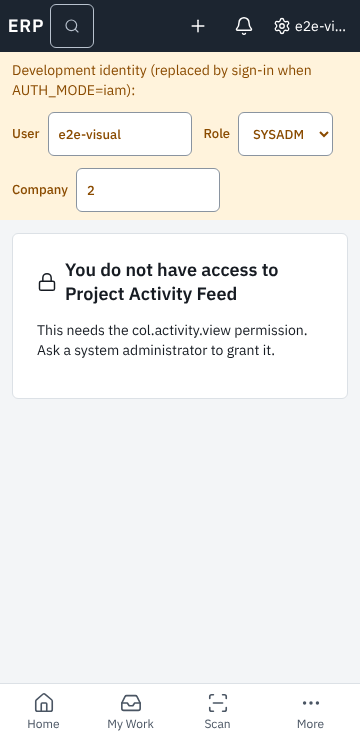 ERP
e2e-vi...
Development identity (replaced by sign-in when
AUTH_MODE=iam):
User e2e-visual Role SYSADM
Company 2
You do not have access to
Project Activity Feed
This needs the col.activity.view permission.
Ask a system administrator to grant it.
Home My Work Scan More